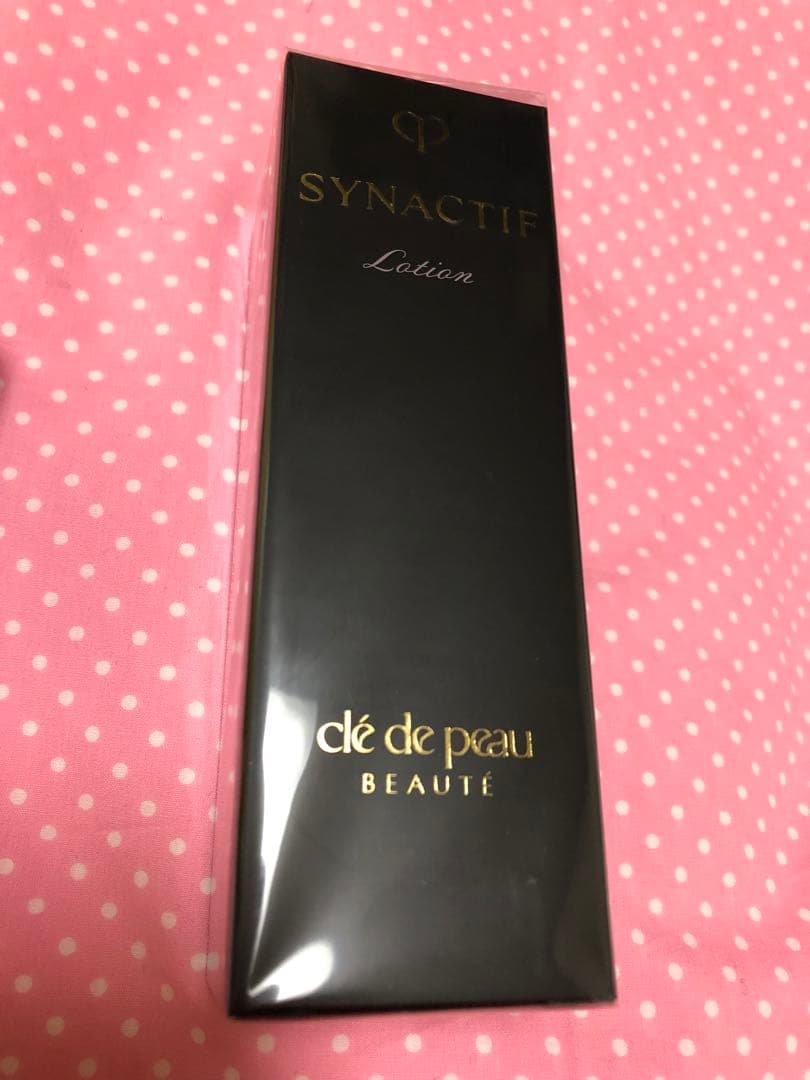 SYNACTIF
Lotion
clé de peau
BEAUTÉ